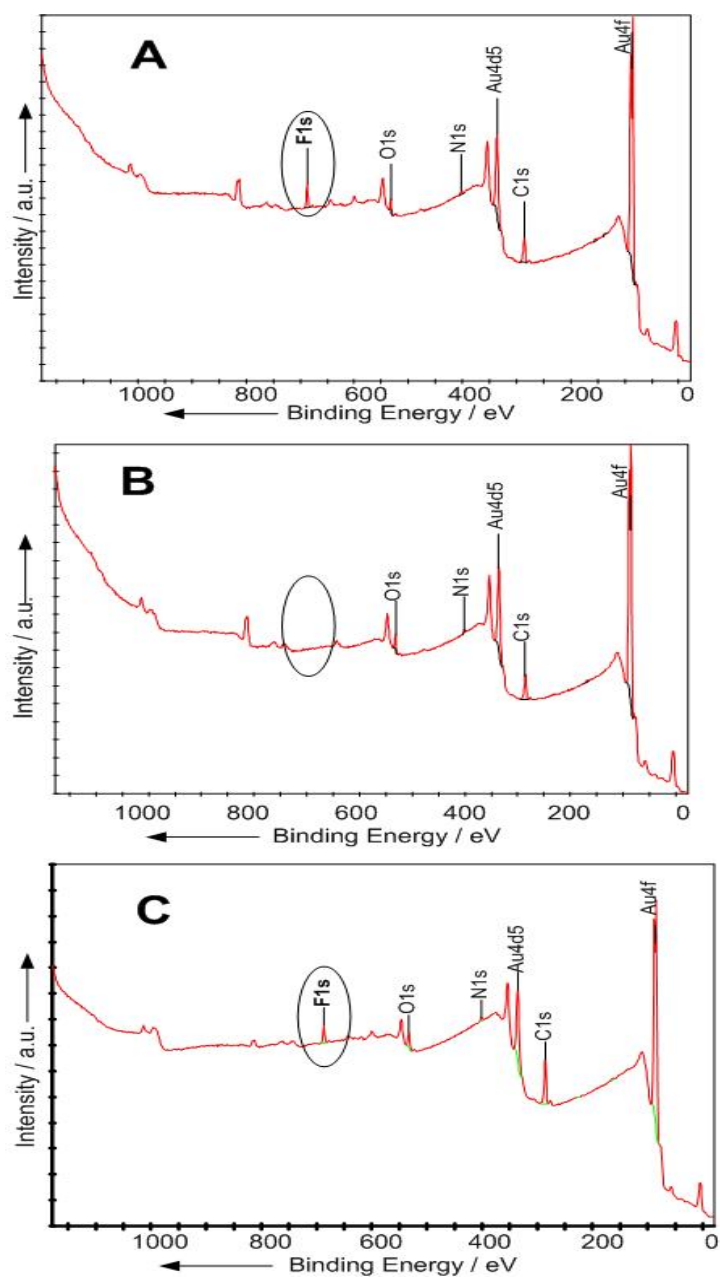 A
Intensity / a.u.
F1s
O1s
N1s
Au4d5
C1s
Au4f
1000 800 600 400 200 0
Binding Energy / eV
B
Intensity / a.u.
O1s
N1s
Au4d5
C1s
Au4f
1000 800 600 400 200 0
Binding Energy / eV
C
Intensity / a.u.
F1s
O1s
N1s
Au4d5
C1s
Au4f
1000 800 600 400 200 0
Binding Energy / eV